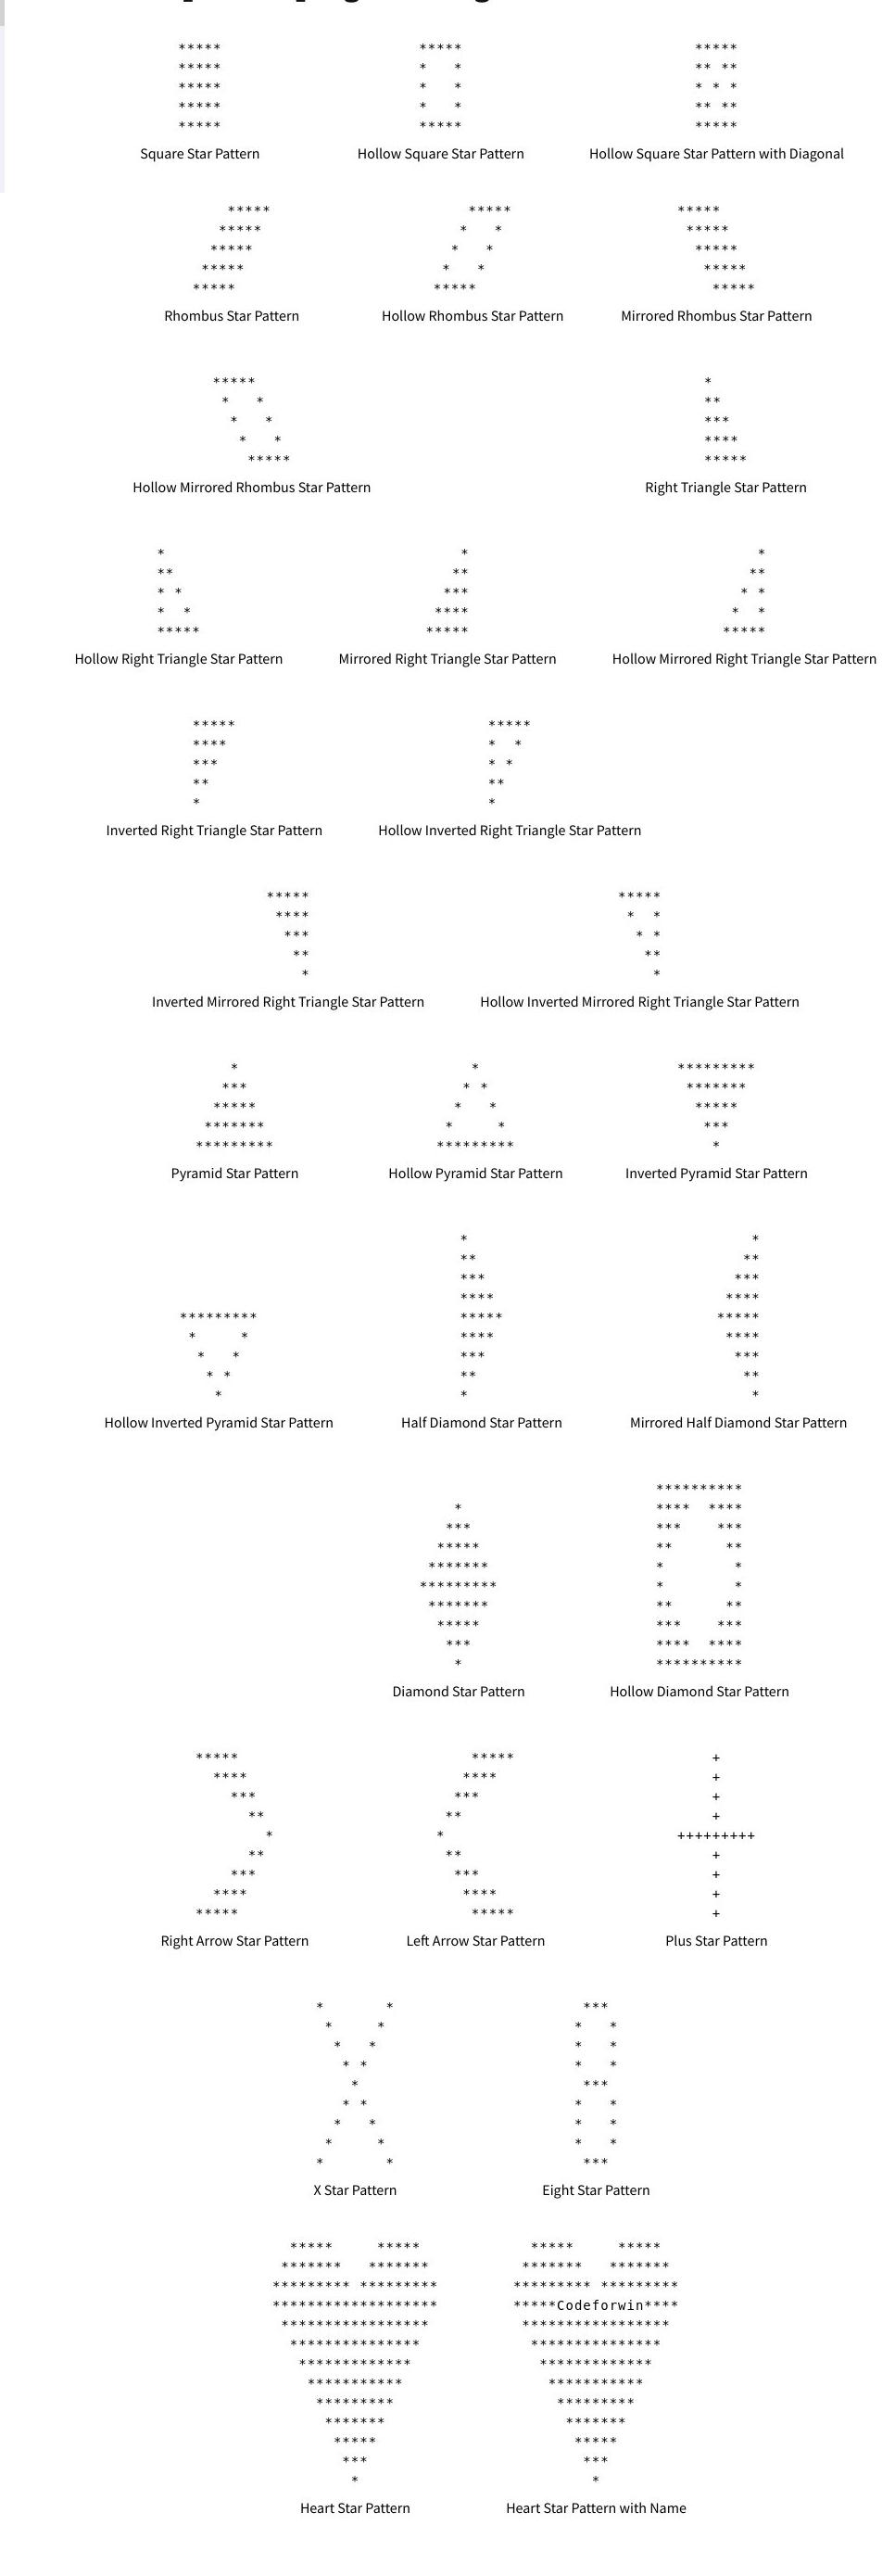 *****          *****          *****
*****          *   *          ** **
*****          *   *          * * *
*****          *   *          ** **
*****          *****          *****
Square Star Pattern     Hollow Square Star Pattern     Hollow Square Star Pattern with Diagonal
    *****          *****     *****
   *****          *   *       *****
  *****          *   *         *****
 *****          *   *           *****
*****          *****             *****
Rhombus Star Pattern     Hollow Rhombus Star Pattern     Mirrored Rhombus Star Pattern
*****                    *
 *   *                   **
  *   *                  ***
   *   *                 ****
    *****                *****
Hollow Mirrored Rhombus Star Pattern     Right Triangle Star Pattern
*                  *              *
**                **             **
* *              ***            * *
*  *            ****           *  *
*****          *****          *****
Hollow Right Triangle Star Pattern     Mirrored Right Triangle Star Pattern     Hollow Mirrored Right Triangle Star Pattern
*****          *****
****           *  *
***            * *
**             **
*              *
Inverted Right Triangle Star Pattern     Hollow Inverted Right Triangle Star Pattern
*****          *****
 ****           *  *
  ***            * *
   **             **
    *              *
Inverted Mirrored Right Triangle Star Pattern     Hollow Inverted Mirrored Right Triangle Star Pattern
    *              *          *********
   ***            * *          *******
  *****          *   *          *****
 *******        *     *          ***
*********      *********          *
Pyramid Star Pattern     Hollow Pyramid Star Pattern     Inverted Pyramid Star Pattern
                   *                  *
                   **                **
                   ***              ***
                   ****            ****
*********          *****          *****
 *     *           ****            ****
  *   *            ***              ***
   * *             **                **
    *              *                  *
Hollow Inverted Pyramid Star Pattern     Half Diamond Star Pattern     Mirrored Half Diamond Star Pattern
                   **********
    *              ****  ****
   ***             ***    ***
  *****            **      **
 *******           *        *
*********          *        *
 *******           **      **
  *****            ***    ***
   ***             ****  ****
    *              **********
Diamond Star Pattern     Hollow Diamond Star Pattern
*****                  *****          +
  ****                ****            +
    ***              ***              +
      **            **                +
        *          *              +++++++++
      **            **                +
    ***              ***              +
  ****                ****            +
*****                  *****          +
Right Arrow Star Pattern     Left Arrow Star Pattern     Plus Star Pattern
*       *           ***
 *     *           *   *
  *   *            *   *
   * *             *   *
    *               ***
   * *             *   *
  *   *            *   *
 *     *           *   *
*       *           ***
X Star Pattern     Eight Star Pattern
  *****     *****            *****     *****
 *******   *******          *******   *******
********* *********        ********* *********
*******************        *****Codeforwin****
 *****************          *****************
  ***************            ***************
   *************              *************
    ***********                ***********
     *********                  *********
      *******                    *******
       *****                      *****
        ***                        ***
         *                          *
Heart Star Pattern     Heart Star Pattern with Name